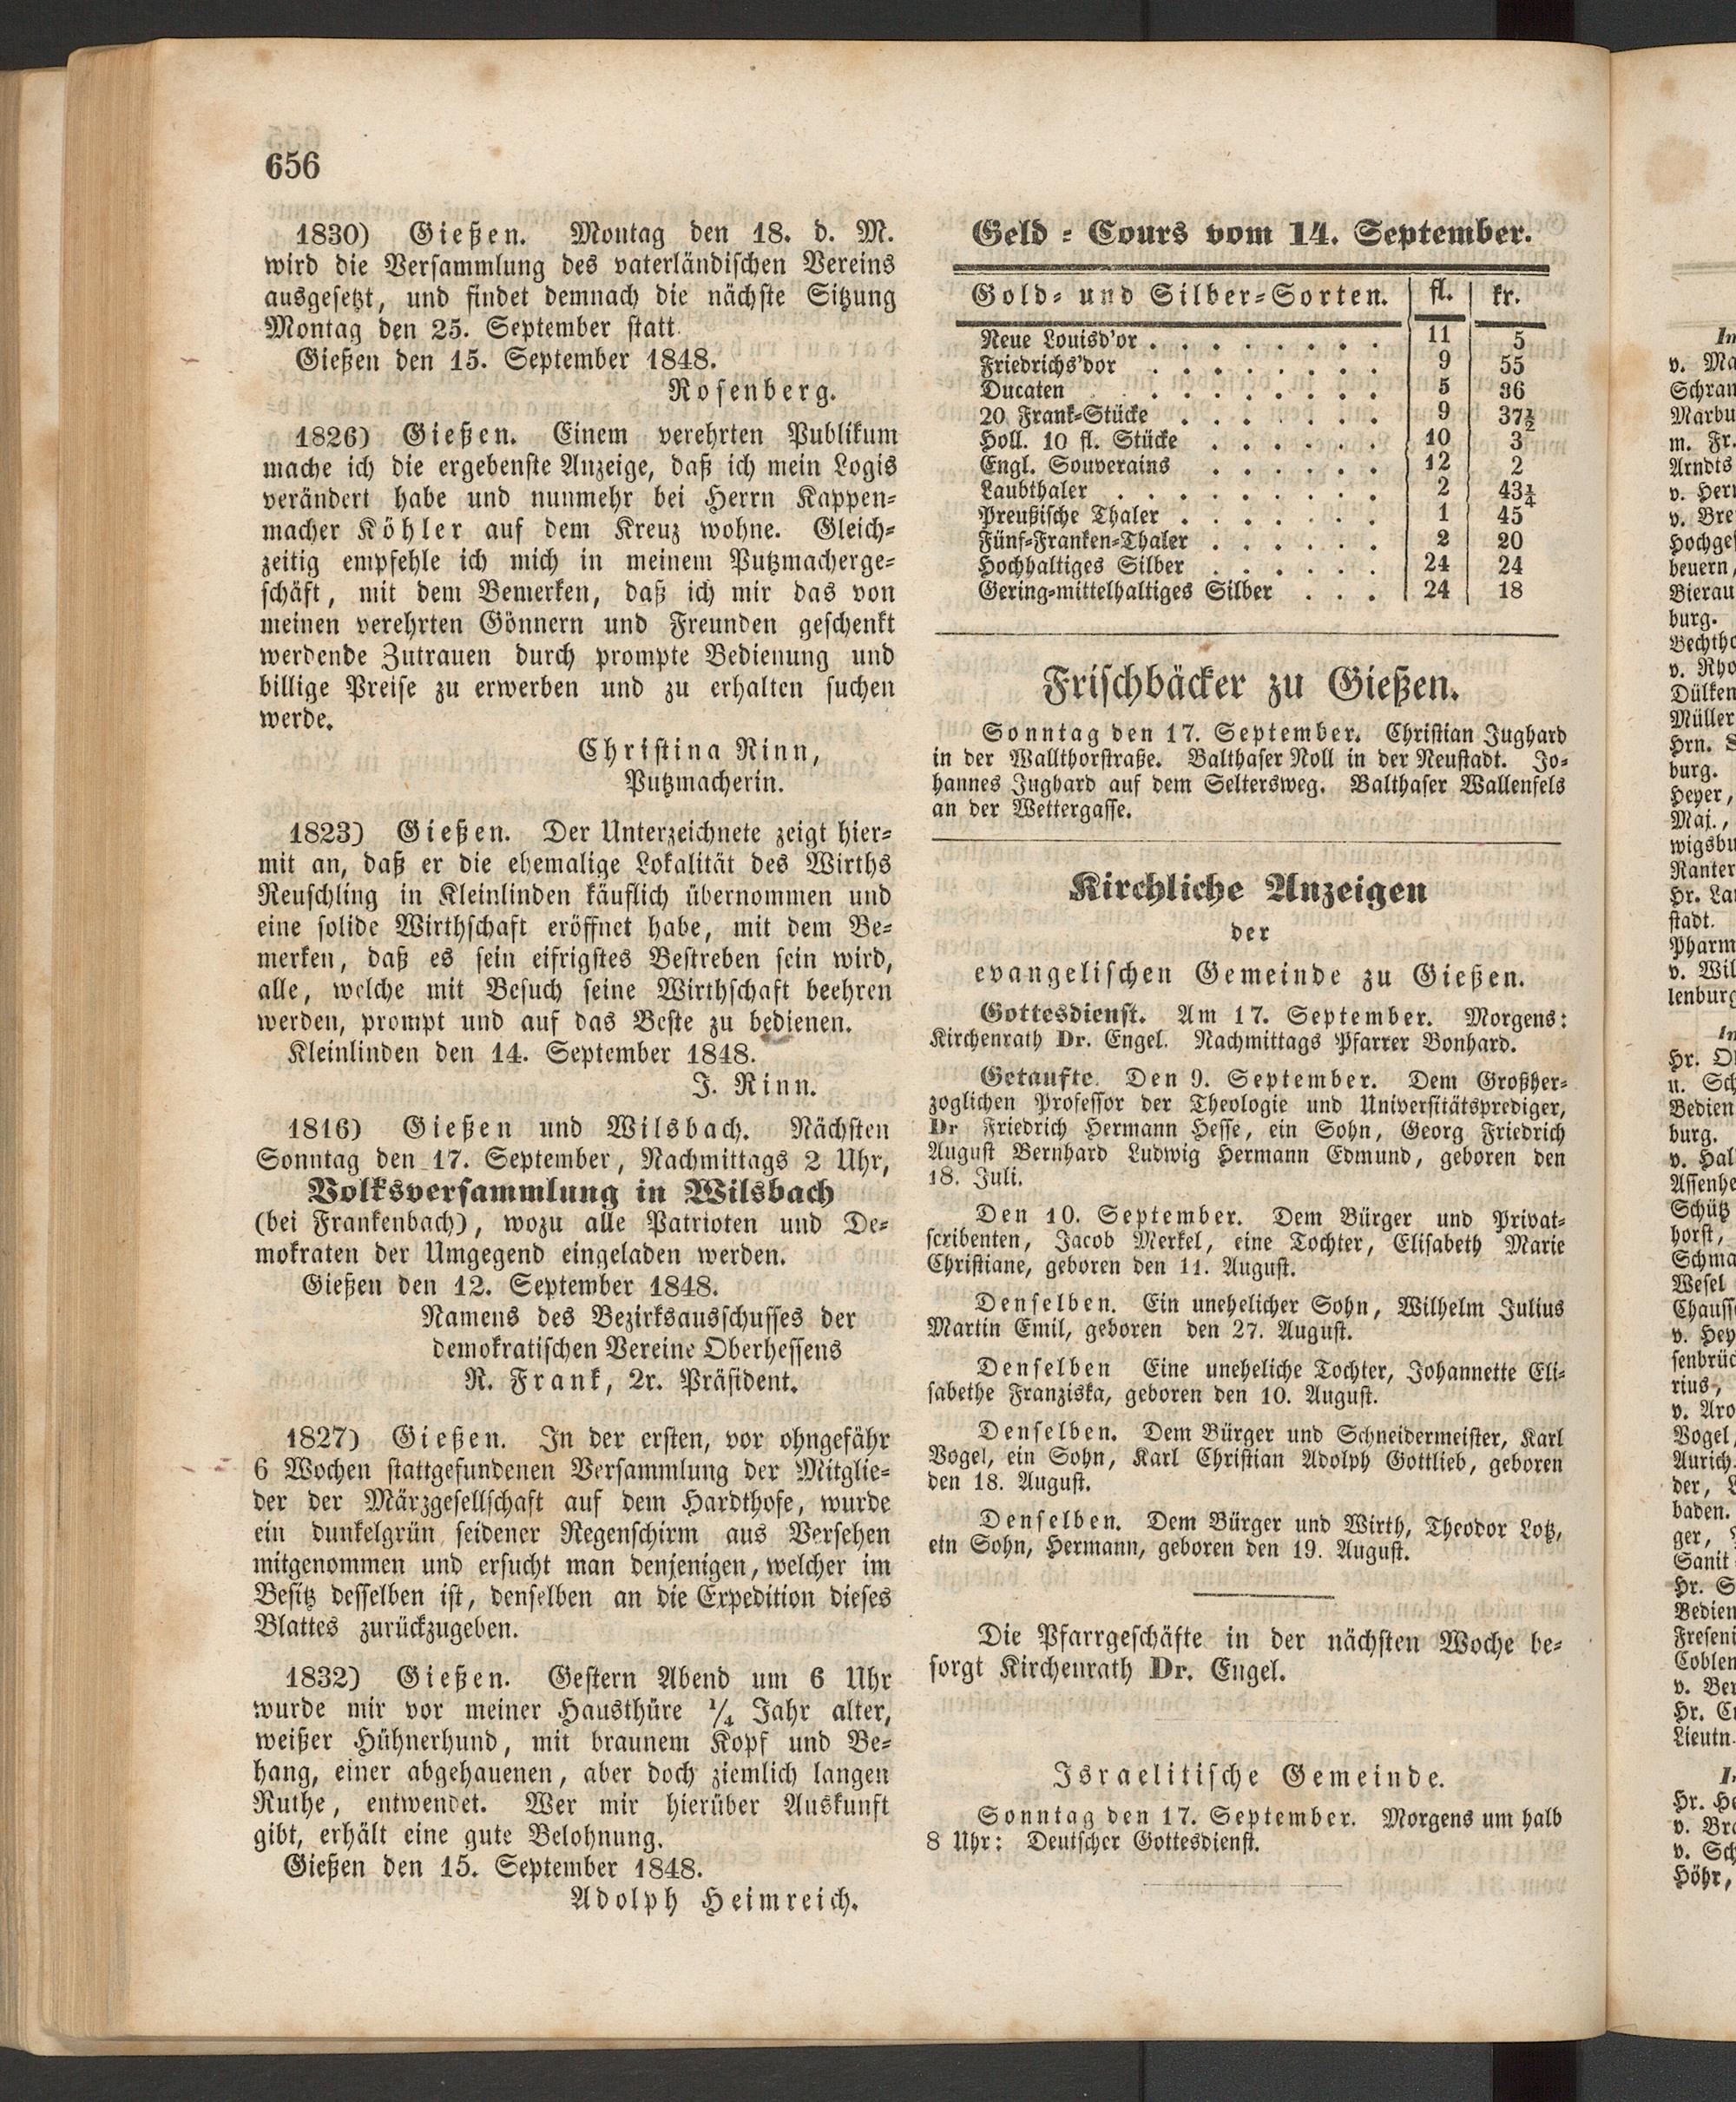 656
1830) Gießen. Montag den 18. d. M.
wird die Versammlung des vaterländischen Vereins
ausgesetzt, und findet demnach die nächste Sitzung
Montag den 25. September statt.
Gießen den 15. September 1848.
Rosenberg.
1826) Gießen. Einem verehrten Publikum
mache ich die ergebenste Anzeige, daß ich mein Logis
verändert habe und nunmehr bei Herrn Kappen-
macher Köhler auf dem Kreuz wohne. Gleich-
zeitig empfehle ich mich in meinem Putzmacherge-
schäft, mit dem Bemerken, daß ich mir das von
meinen verehrten Gönnern und Freunden geschenkt
werdende Zutrauen durch prompte Bedienung und
billige Preise zu erwerben und zu erhalten suchen
werde.
Christina Rinn,
Putzmacherin.
1823) Gießen. Der Unterzeichnete zeigt hier-
mit an, daß er die ehemalige Lokalität des Wirths
Reuschling in Kleinlinden käuflich übernommen und
eine solide Wirthschaft eröffnet habe, mit dem Be-
merken, daß es sein eifrigstes Bestreben sein wird,
alle, welche mit Besuch seine Wirthschaft beehren
werden, prompt und auf das Beste zu bedienen.
Kleinlinden den 14. September 1848.
J. Rinn.
1816) Gießen und Wilsbach. Nächsten
Sonntag den 17. September, Nachmittags 2 Uhr,
Volksversammlung in Wilsbach
(bei Frankenbach), wozu alle Patrioten und De-
mokraten der Umgegend eingeladen werden.
Gießen den 12. September 1848.
Namens des Bezirksausschusses der
demokratischen Vereine Oberhessens
R. Frank, 2r. Präsident.
1827) Gießen. In der ersten, vor ohngefähr
6 Wochen stattgefundenen Versammlung der Mitglie-
der der Märzgesellschaft auf dem Hardthofe, wurde
ein dunkelgrün seidener Regenschirm aus Versehen
mitgenommen und ersucht man denjenigen, welcher im
Besitz desselben ist, denselben an die Expedition dieses
Blattes zurückzugeben.
1832) Gießen. Gestern Abend um 6 Uhr
wurde mir vor meiner Hausthüre 1/4 Jahr alter,
weißer Hühnerhund, mit braunem Kopf und Be-
hang, einer abgehauenen, aber doch ziemlich langen
Ruthe, entwendet. Wer mir hierüber Auskunft
gibt, erhält eine gute Belohnung.
Gießen den 15. September 1848.
Adolph Heimreich.
Geld-Cours vom 14. September.
Gold- und Silber-Sorten. fl. kr.
Neue Louisd'or . . . . . . . . 11 5
Friedrichs'dor . . . . . . . . 9 55
Ducaten . . . . . . . . 5 36
20 Frank-Stücke . . . . . . . 9 37½
Holl. 10 fl. Stücke . . . . . . 10 3
Engl. Souverains . . . . . . 12 2
Laubthaler . . . . . . . . . 2 43¼
Preußische Thaler . . . . . . . 1 45
Fünf-Franken-Thaler . . . . . . 2 20
Hochhaltiges Silber . . . . . . 24 24
Gering-mittelhaltiges Silber . . . 24 18
Frischbäcker zu Gießen.
Sonntag den 17. September. Christian Jughard
in der Wallthorstraße. Balthaser Noll in der Neustadt. Jo-
hannes Jughard auf dem Seltersweg. Balthaser Wallenfels
an der Wettergasse.
Kirchliche Anzeigen
der
evangelischen Gemeinde zu Gießen.
Gottesdienst. Am 17. September. Morgens:
Kirchenrath Dr. Engel. Nachmittags Pfarrer Bonhard.
Getaufte. Den 9. September. Dem Großher-
zoglichen Professor der Theologie und Universitätsprediger,
Dr Friedrich Hermann Hesse, ein Sohn, Georg Friedrich
August Bernhard Ludwig Hermann Edmund, geboren den
18. Juli.
Den 10. September. Dem Bürger und Privat-
scribenten, Jacob Merkel, eine Tochter, Elisabeth Marie
Christiane, geboren den 11. August.
Denselben. Ein unehelicher Sohn, Wilhelm Julius
Martin Emil, geboren den 27. August.
Denselben Eine uneheliche Tochter, Johannette Eli-
sabethe Franziska, geboren den 10. August.
Denselben. Dem Bürger und Schneidermeister, Karl
Vogel, ein Sohn, Karl Christian Adolph Gottlieb, geboren
den 18. August.
Denselben. Dem Bürger und Wirth, Theodor Lotz,
ein Sohn, Hermann, geboren den 19. August.
Die Pfarrgeschäfte in der nächsten Woche be-
sorgt Kirchenrath Dr. Engel.
Israelitische Gemeinde.
Sonntag den 17. September. Morgens um halb
8 Uhr: Deutscher Gottesdienst.